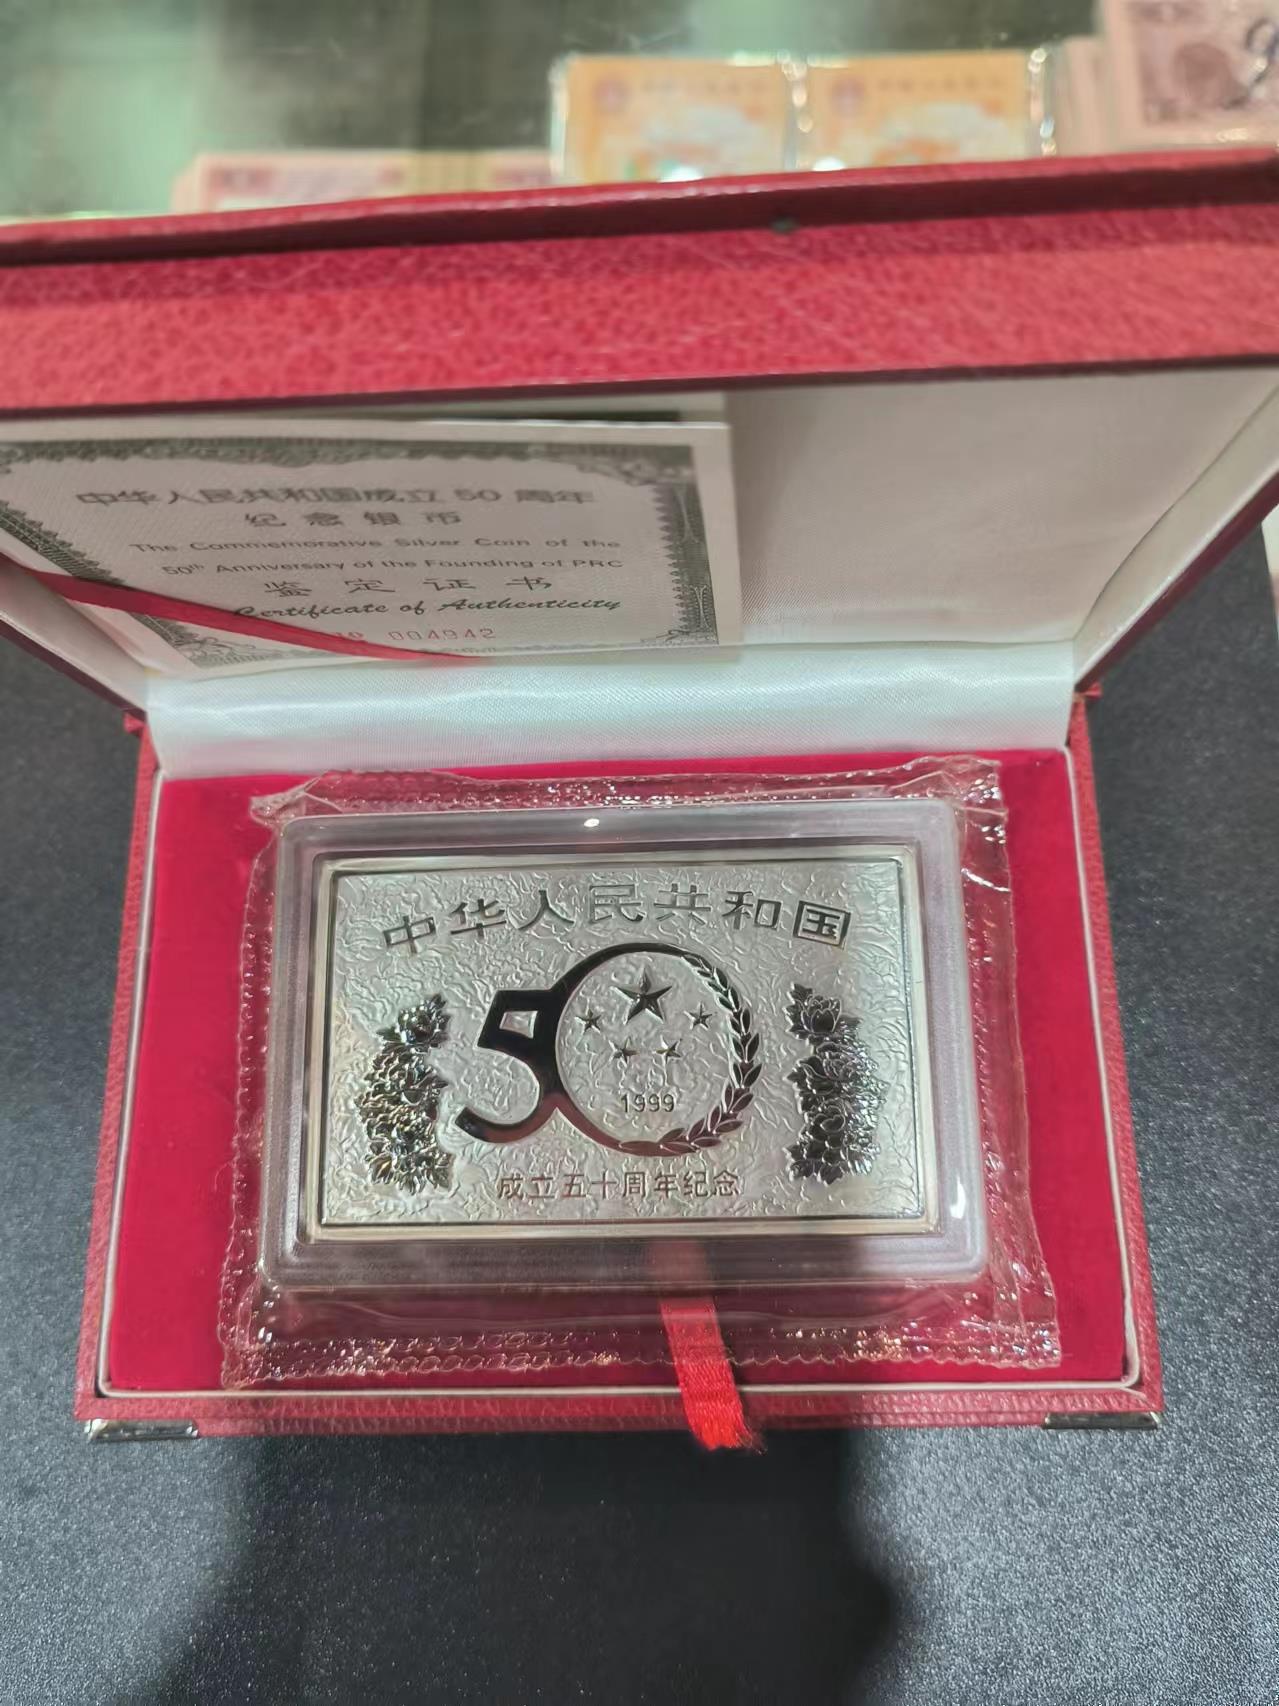 中华人民共和国成立50周年
纪念银币
The Commemorative Silver Coin of the
50th Anniversary of the Founding of PRC
鉴定证书
Certificate of Authenticity
004942
中华人民共和国
50
1999
成立五十周年纪念